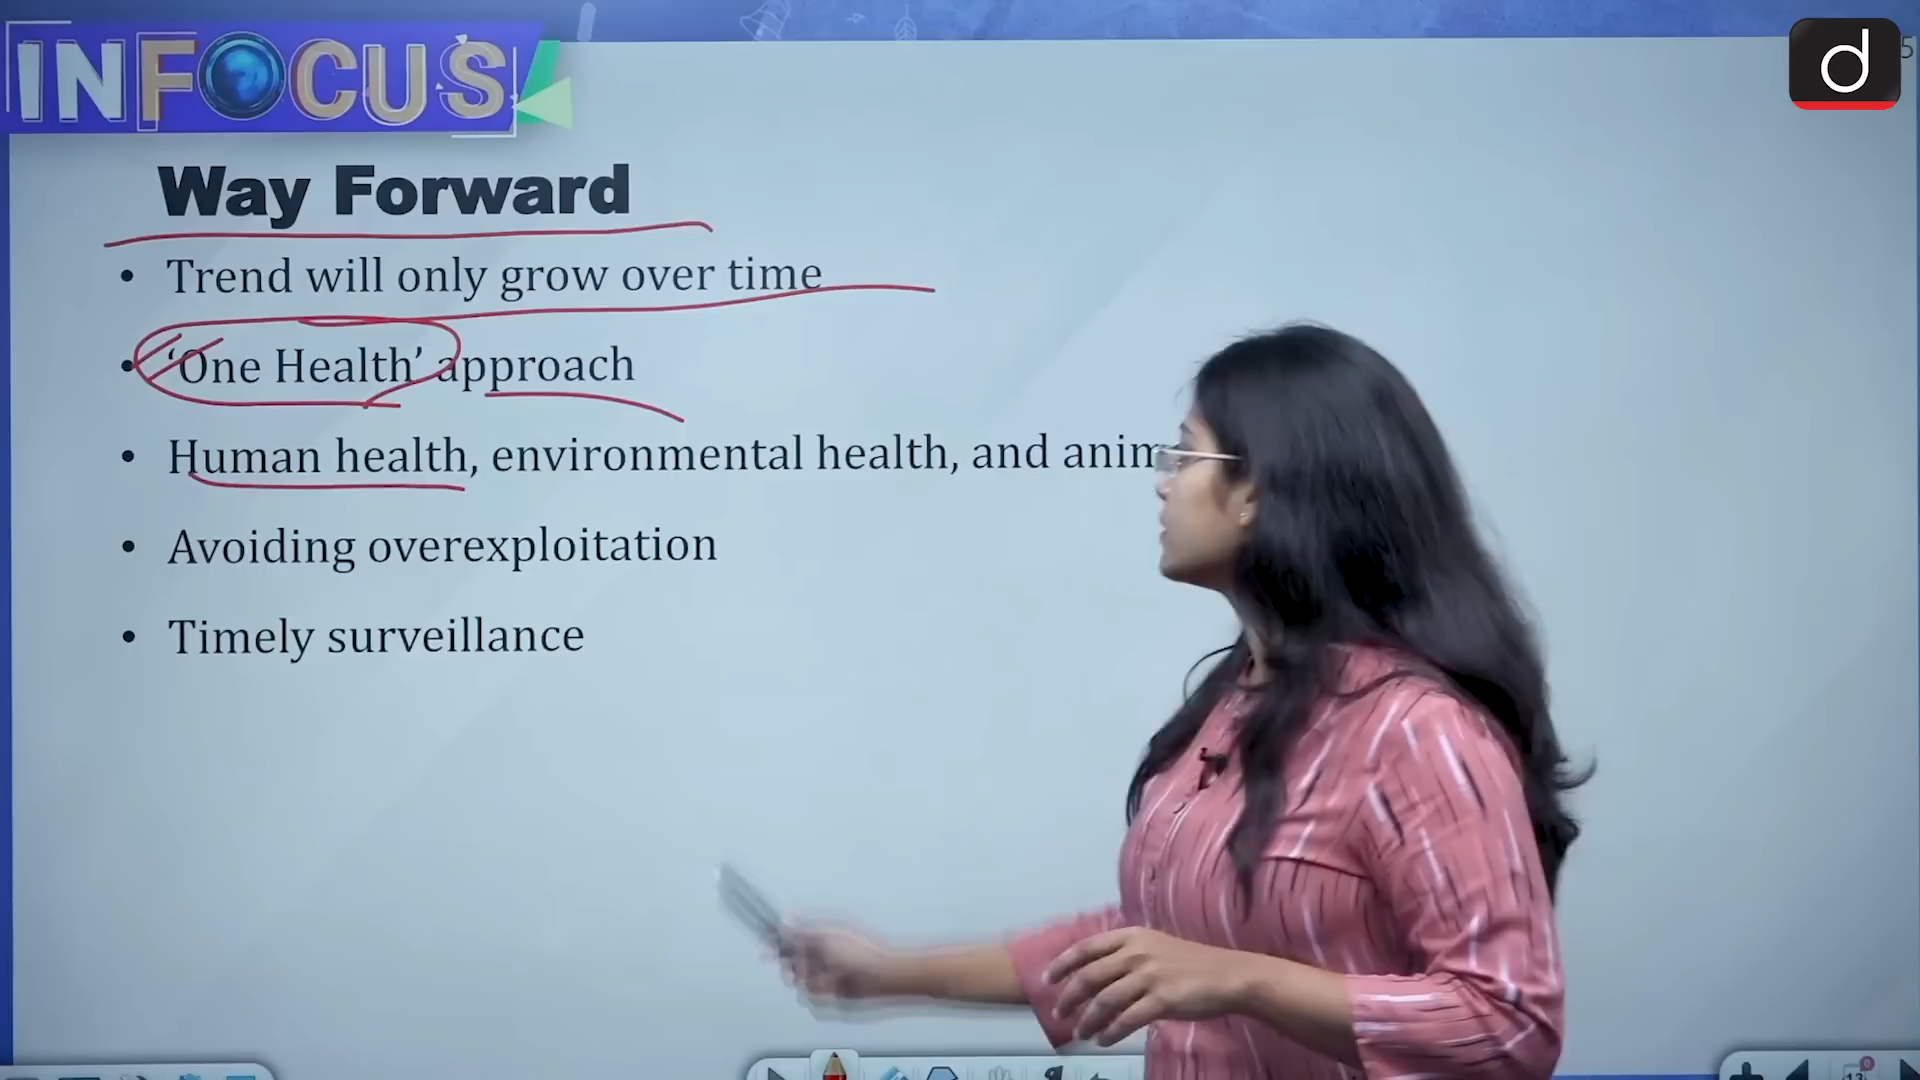 INFOCUS
d
5
Way Forward
• Trend will only grow over time
• ‘One Health’ approach
• Human health, environmental health, and
• Avoiding overexploitation
• Timely surveillance